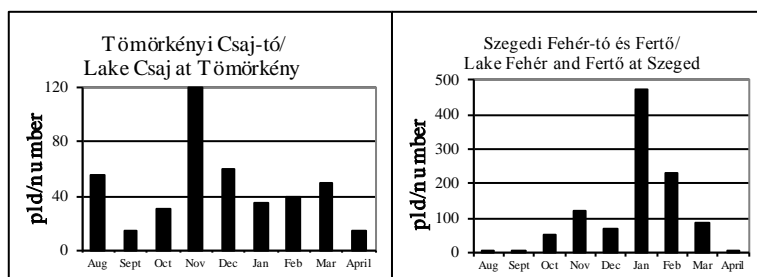 Tömörkényi Csaj-tó/
Lake Csaj at Tömörkény
pld/number
120
80
40
0
Aug Sept Oct Nov Dec Jan Feb Mar April
Szegedi Fehér-tó és Fertő/
Lake Fehér and Fertő at Szeged
pld/number
500
400
300
200
100
0
Aug Sept Oct Nov Dec Jan Feb Mar April